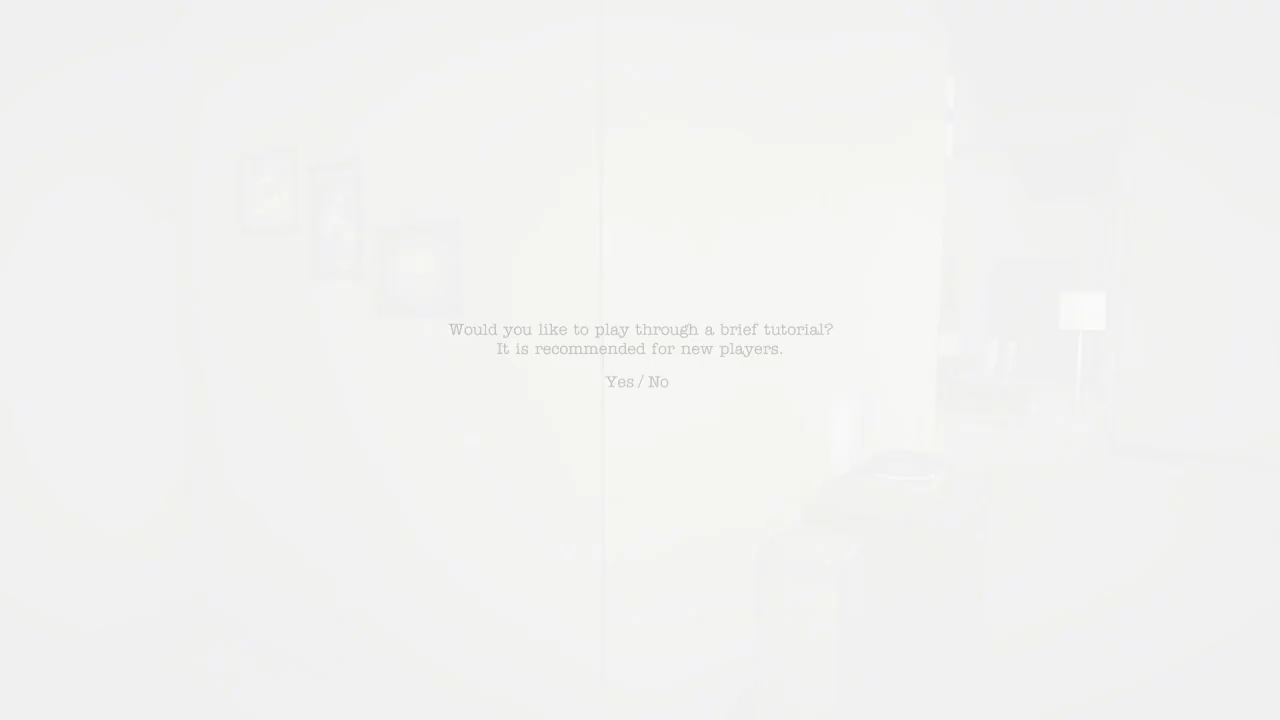 Would you like to play through a brief tutorial?
It is recommended for new players.
Yes / No